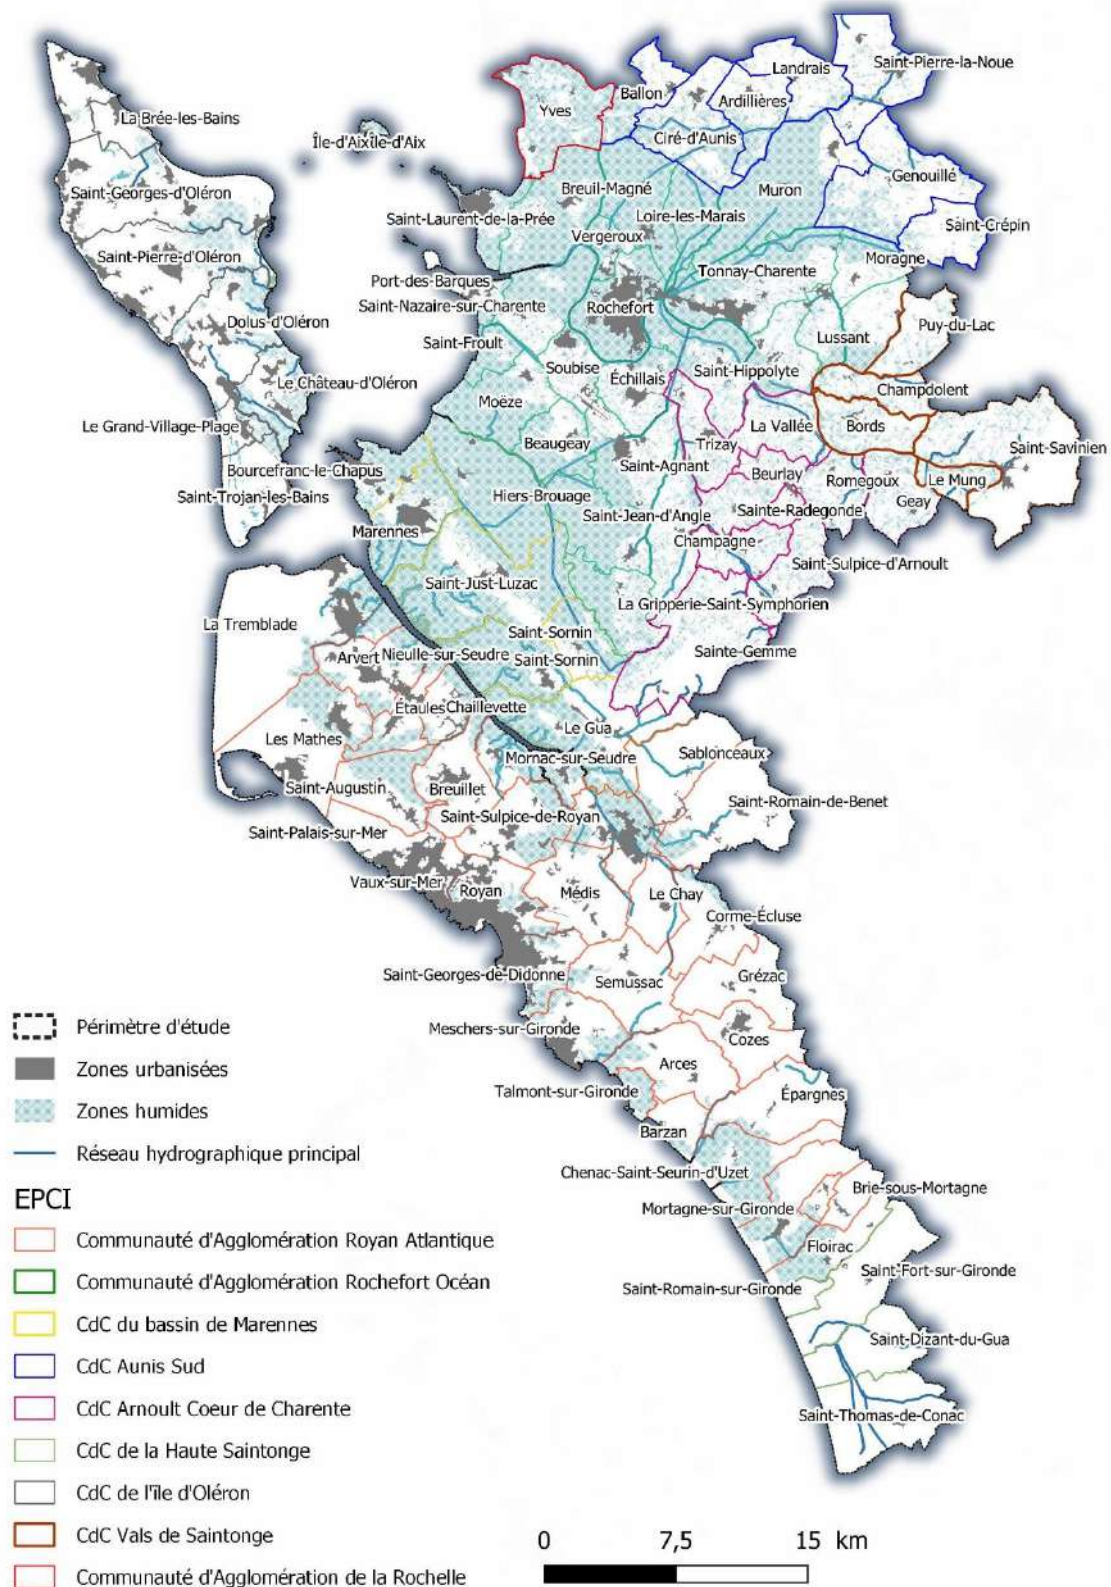 Saint-Pierre-la-Noue
Landrais
Ballon
Ardillières
Yves
La Brée-les-Bains
Ciré-d'Aunis
Île-d'Aix
Île-d'Aix
Genouillé
Breuil-Magné
Muron
Saint-Georges-d'Oléron
Saint-Laurent-de-la-Prée
Loire-les-Marais
Saint-Crépin
Vergeroux
Saint-Pierre-d'Oléron
Moragne
Tonnay-Charente
Port-des-Barques
Saint-Nazaire-sur-Charente
Rochefort
Dolus-d'Oléron
Puy-du-Lac
Saint-Froult
Lussant
Soubise
Saint-Hippolyte
Échillais
Le Château-d'Oléron
Champdolent
Moëze
Le Grand-Village-Plage
La Vallée
Bords
Beaugeay
Trizay
Saint-Savinien
Bourcefranc-le-Chapus
Saint-Agnant
Beurlay
Romegoux
Le Mung
Saint-Trojan-les-Bains
Hiers-Brouage
Geay
Saint-Jean-d'Angle
Sainte-Radegonde
Marennes
Champagne
Saint-Sulpice-d'Arnoult
Saint-Just-Luzac
La Gripperie-Saint-Symphorien
La Tremblade
Saint-Sornin
Sainte-Gemme
Arvert
Nieulle-sur-Seudre
Saint-Sornin
Étaules
Chaillevette
Le Gua
Les Mathes
Sablonceaux
Mornac-sur-Seudre
Saint-Augustin
Breuillet
Saint-Romain-de-Benet
Saint-Sulpice-de-Royan
Saint-Palais-sur-Mer
Vaux-sur-Mer
Royan
Médis
Le Chay
Corme-Écluse
Saint-Georges-de-Didonne
Semussac
Grézac
Meschers-sur-Gironde
Cozes
Arces
Talmont-sur-Gironde
Épargnes
Barzan
Chenac-Saint-Seurin-d'Uzet
Brie-sous-Mortagne
Mortagne-sur-Gironde
Floirac
Saint-Fort-sur-Gironde
Saint-Romain-sur-Gironde
Saint-Dizant-du-Gua
Saint-Thomas-de-Conac
Périmètre d'étude
Zones urbanisées
Zones humides
Réseau hydrographique principal
EPCI
Communauté d'Agglomération Royan Atlantique
Communauté d'Agglomération Rochefort Océan
CdC du bassin de Marennes
CdC Aunis Sud
CdC Arnoult Coeur de Charente
CdC de la Haute Saintonge
CdC de l'île d'Oléron
CdC Vals de Saintonge
Communauté d'Agglomération de la Rochelle
0 7,5 15 km